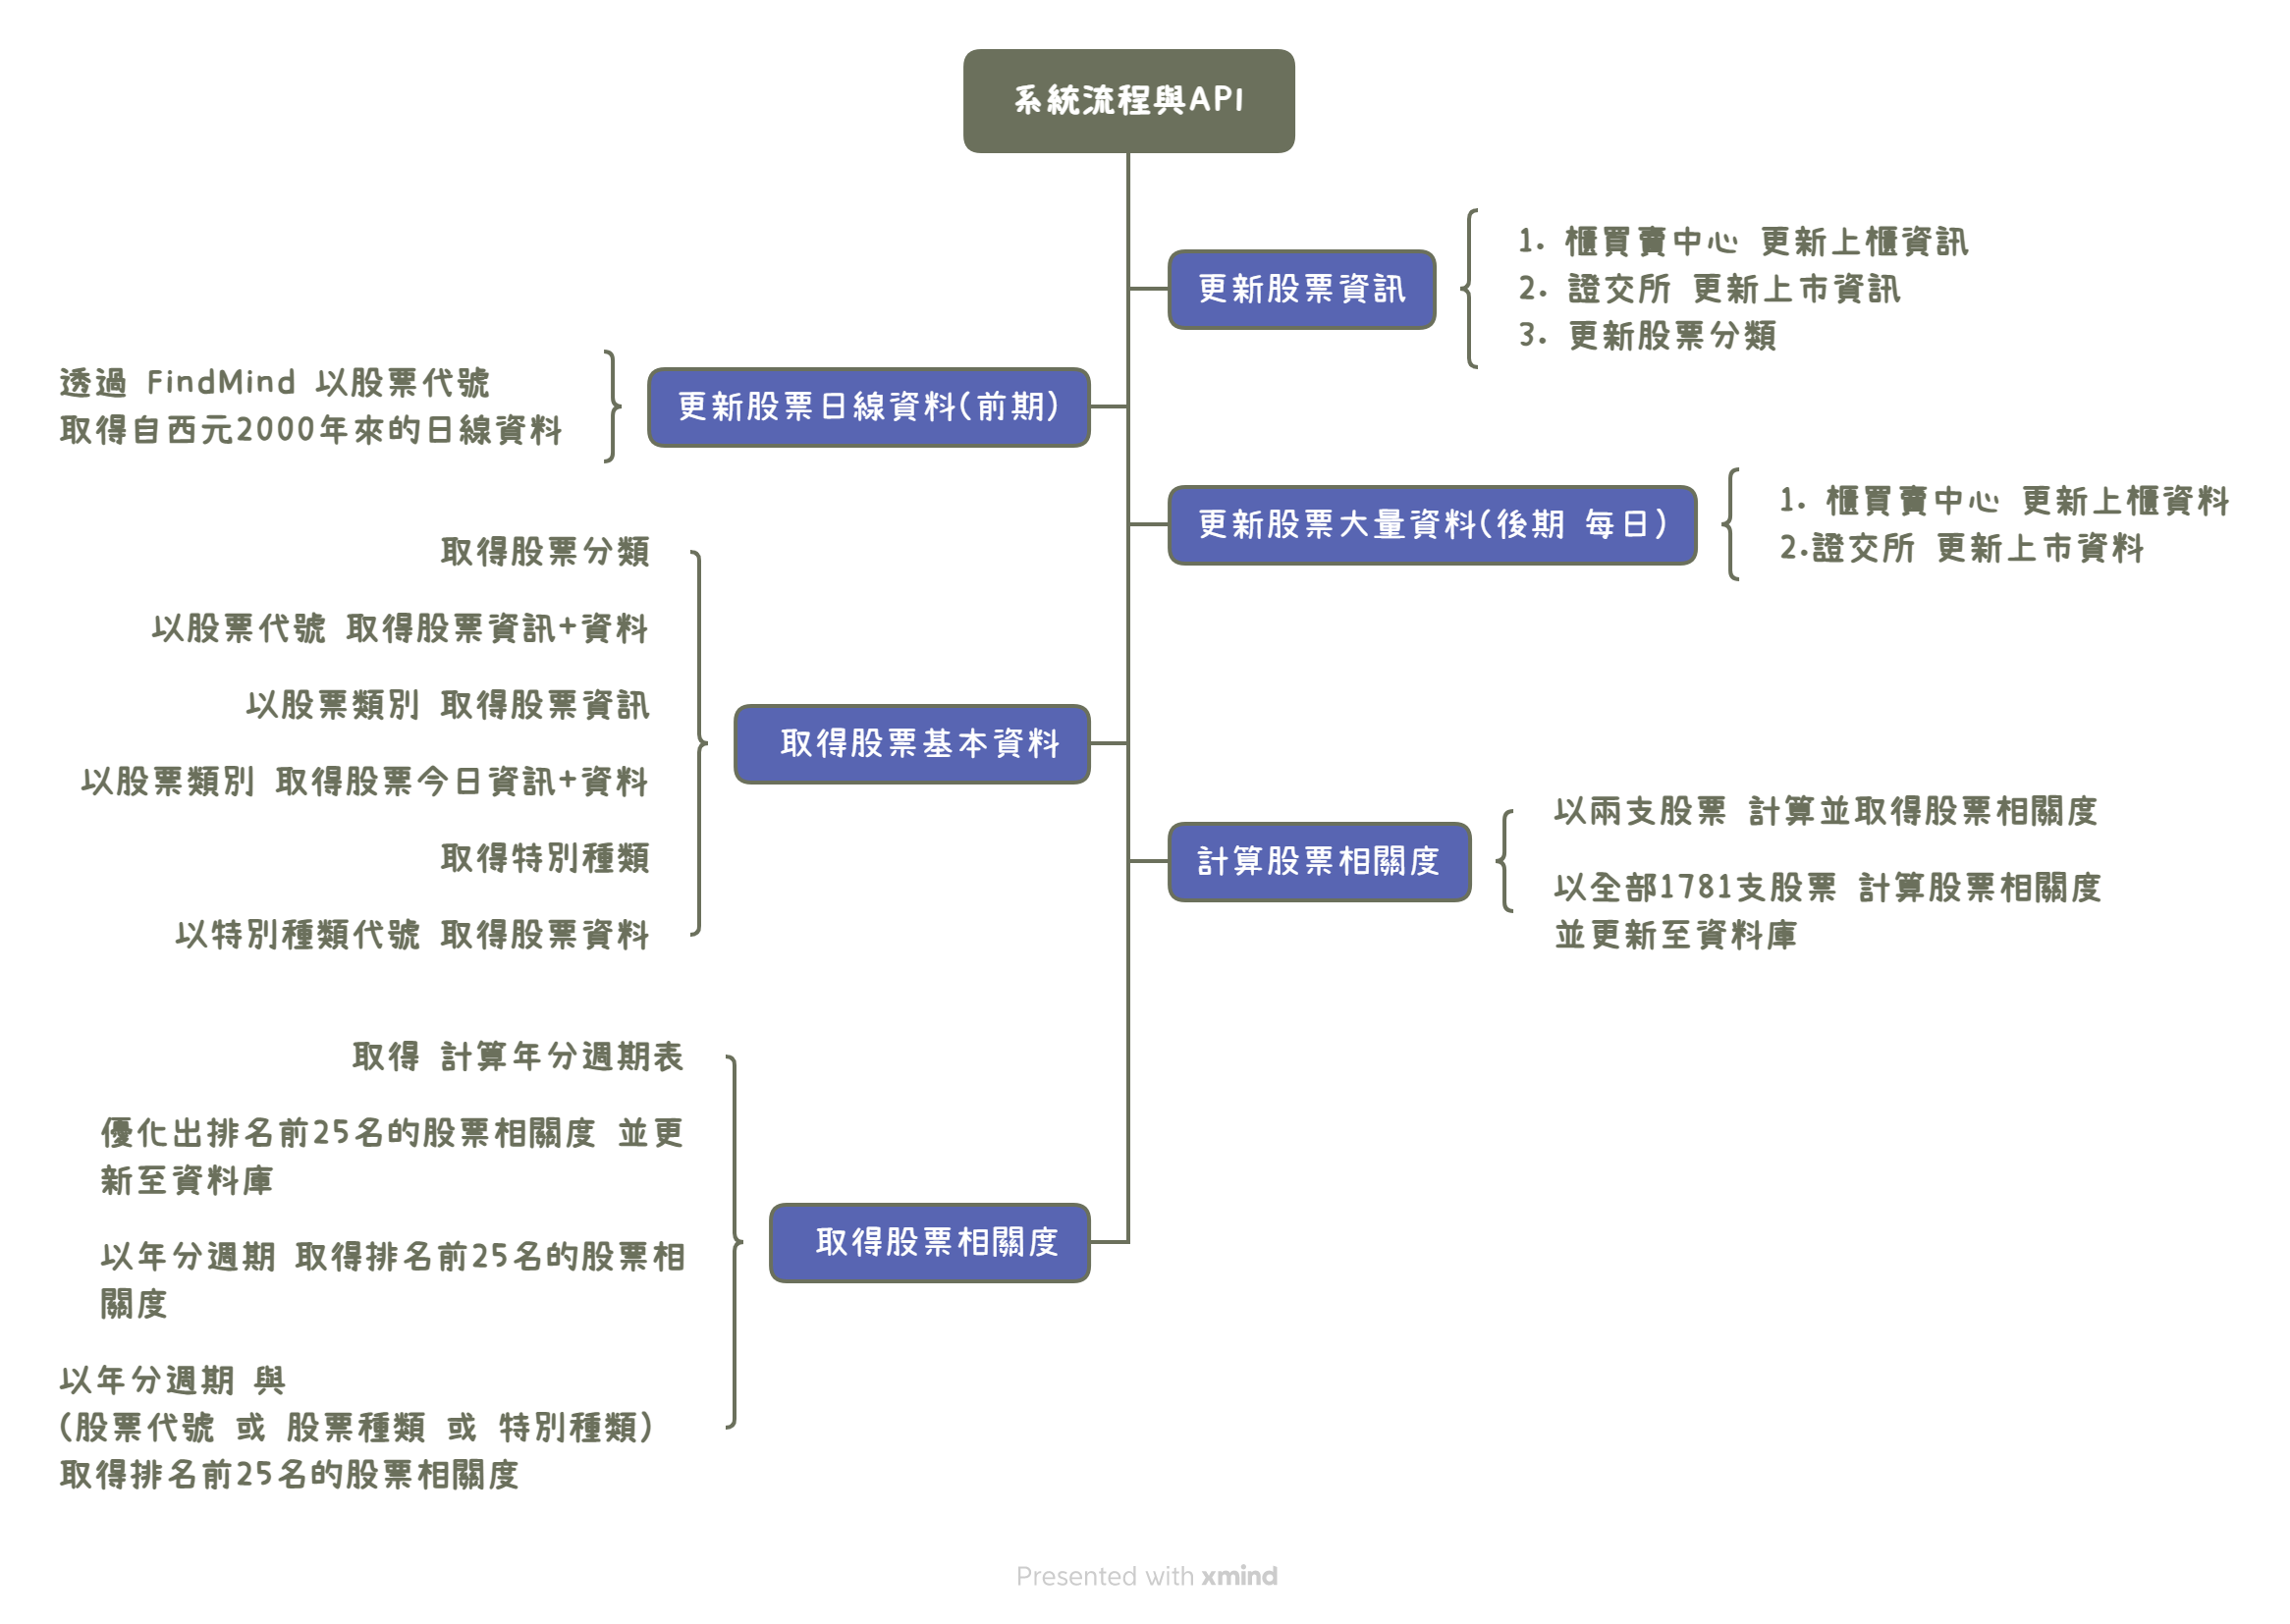 系統流程與API
更新股票資訊
1. 櫃買賣中心 更新上櫃資訊
2. 證交所 更新上市資訊
3. 更新股票分類
更新股票日線資料(前期)
透過 FindMind 以股票代號
取得自西元2000年來的日線資料
更新股票大量資料(後期 每日)
1. 櫃買賣中心 更新上櫃資料
2.證交所 更新上市資料
取得股票基本資料
取得股票分類
以股票代號 取得股票資訊+資料
以股票類別 取得股票資訊
以股票類別 取得股票今日資訊+資料
取得特別種類
以特別種類代號 取得股票資料
計算股票相關度
以兩支股票 計算並取得股票相關度
以全部1781支股票 計算股票相關度
並更新至資料庫
取得股票相關度
取得 計算年分週期表
優化出排名前25名的股票相關度 並更
新至資料庫
以年分週期 取得排名前25名的股票相
關度
以年分週期 與
(股票代號 或 股票種類 或 特別種類)
取得排名前25名的股票相關度
Presented with xmind